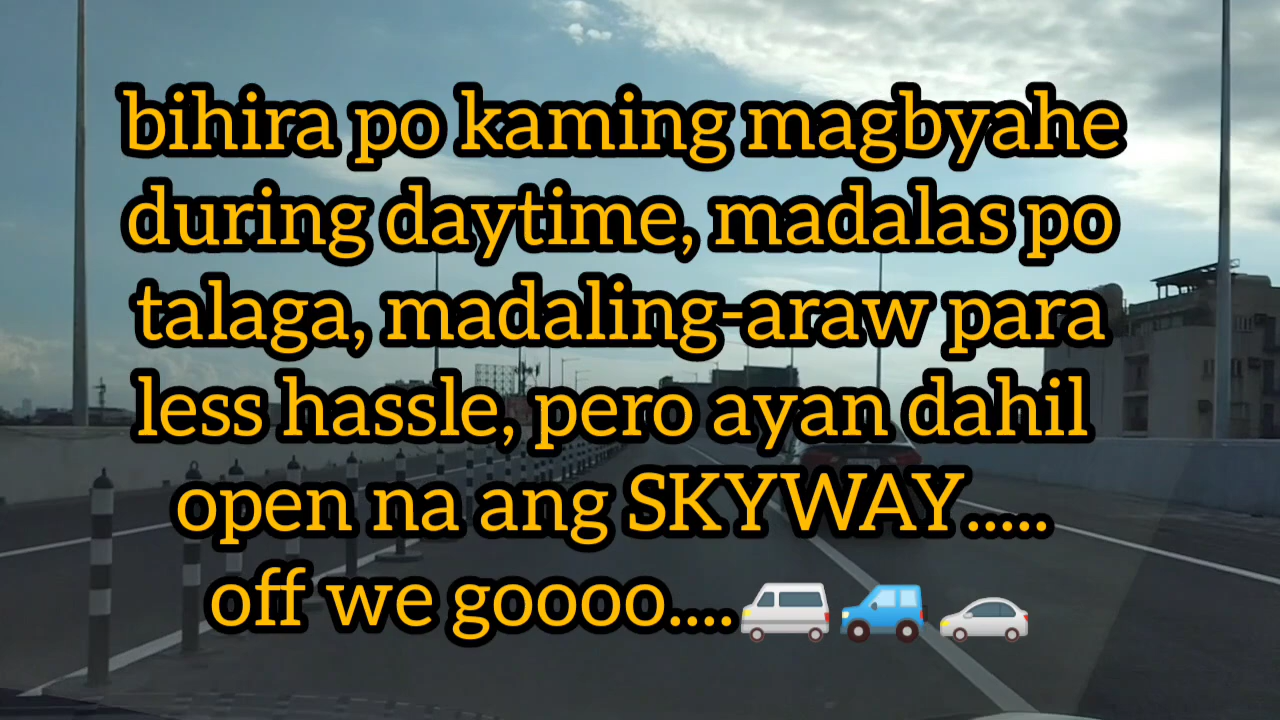 bihira po kaming magbyahe
during daytime, madalas po
talaga, madaling-araw para
less hassle, pero ayan dahil
open na ang SKYWAY.....
off we goooo....🚐🚙🚗